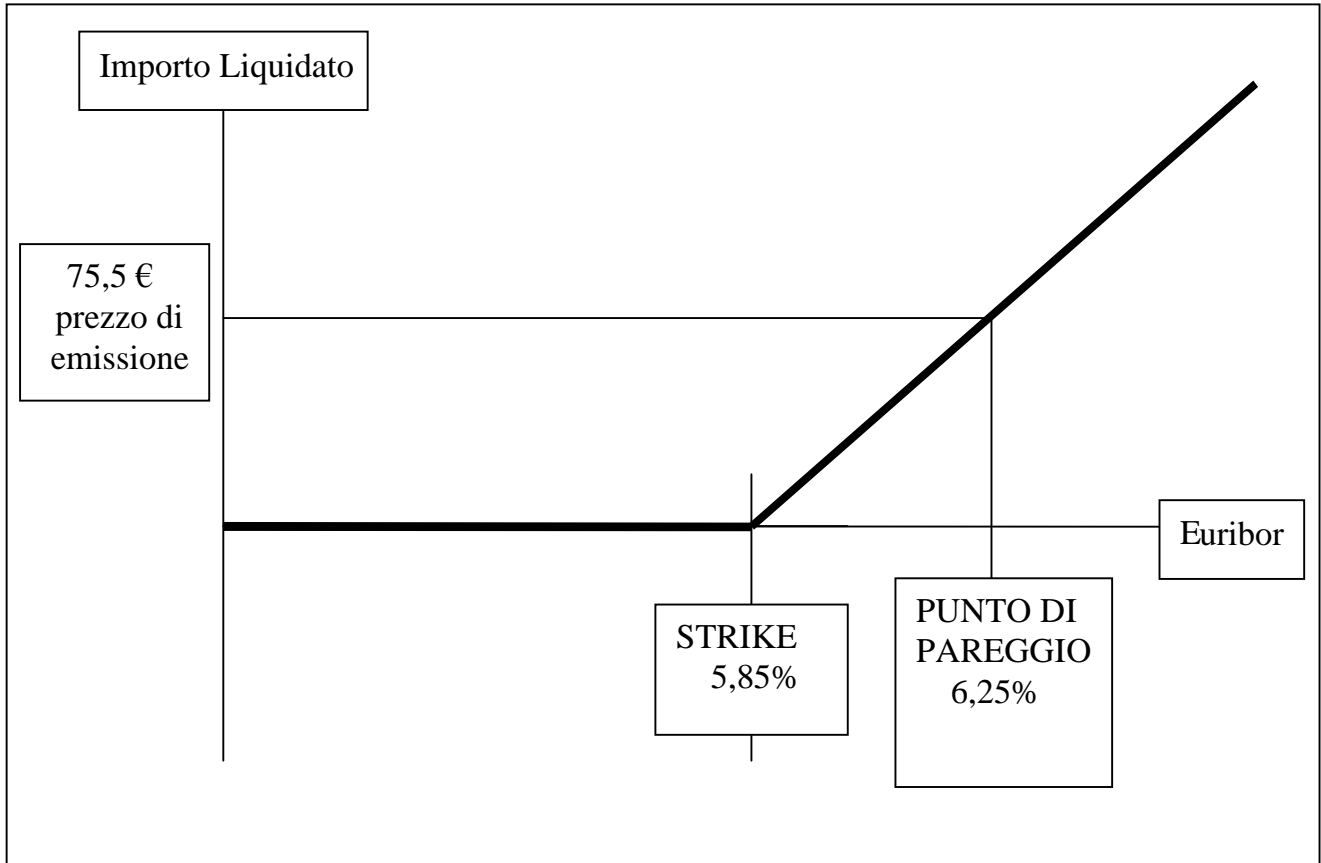 Importo Liquidato
75,5 €
prezzo di
emissione
Euribor
STRIKE
5,85%
PUNTO DI
PAREGGIO
6,25%